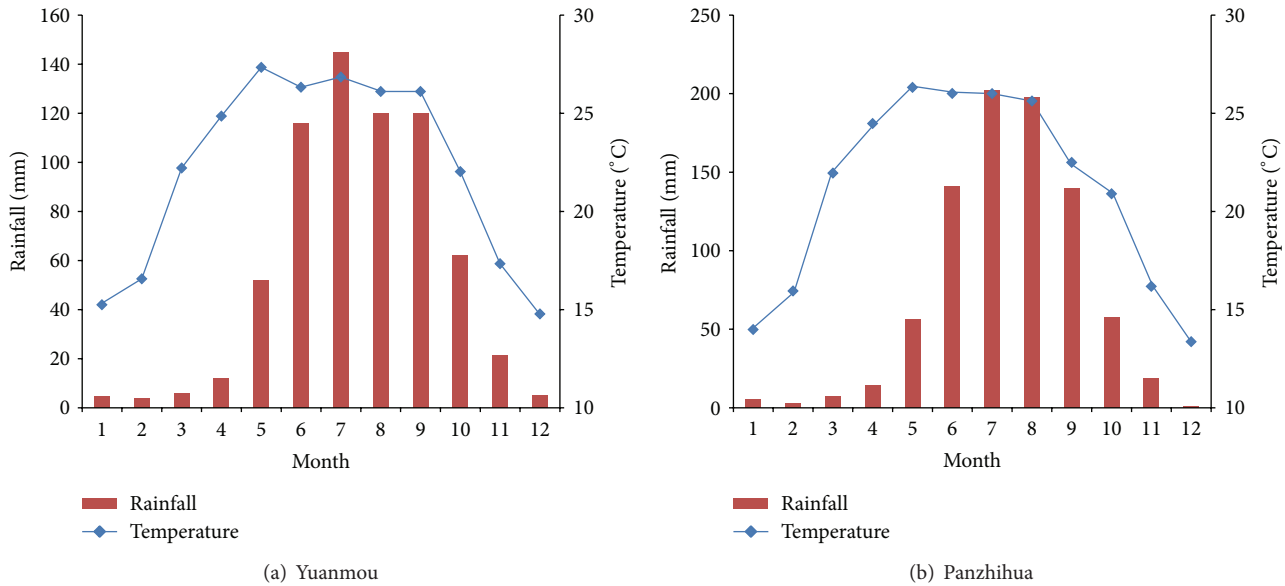 160
140
120
100
80
60
40
20
0
Rainfall (mm)
30
25
20
15
10
Temperature (°C)
1 2 3 4 5 6 7 8 9 10 11 12
Month
Rainfall
Temperature
(a) Yuanmou
250
200
150
100
50
0
Rainfall (mm)
30
25
20
15
10
Temperature (°C)
1 2 3 4 5 6 7 8 9 10 11 12
Month
Rainfall
Temperature
(b) Panzhihua